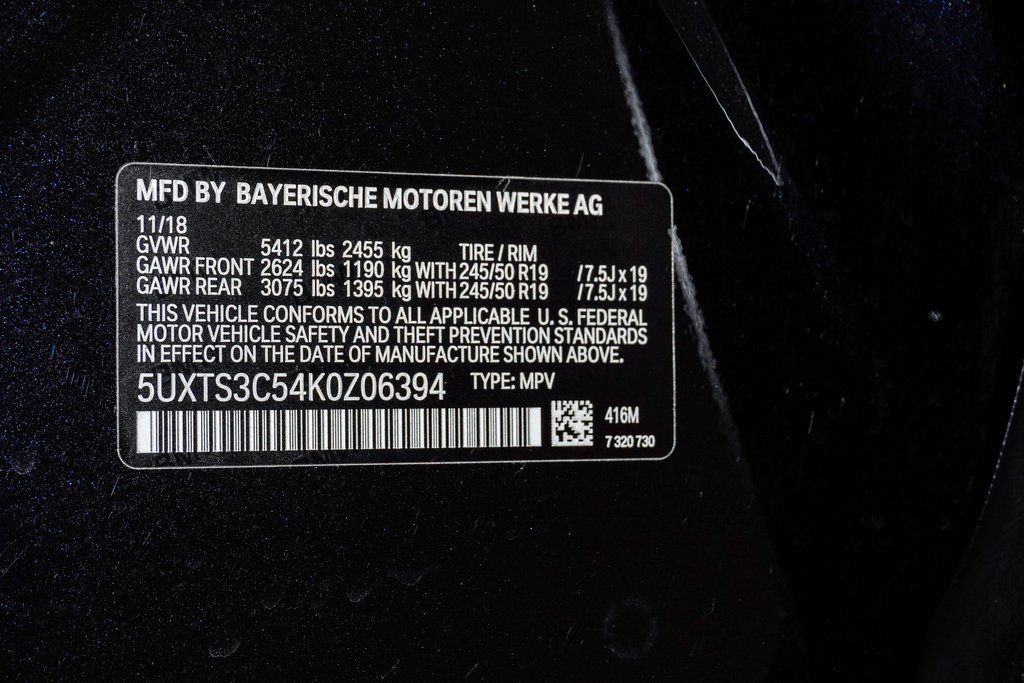 MFD BY BAYERISCHE MOTOREN WERKE AG
11/18
GVWR 5412 lbs 2455 kg TIRE / RIM
GAWR FRONT 2624 lbs 1190 kg WITH 245/50 R19 / 7.5J x 19
GAWR REAR 3075 lbs 1395 kg WITH 245/50 R19 / 7.5J x 19
THIS VEHICLE CONFORMS TO ALL APPLICABLE U. S. FEDERAL
MOTOR VEHICLE SAFETY AND THEFT PREVENTION STANDARDS
IN EFFECT ON THE DATE OF MANUFACTURE SHOWN ABOVE.
5UXTS3C54K0Z06394 TYPE: MPV
416M
7 320 730